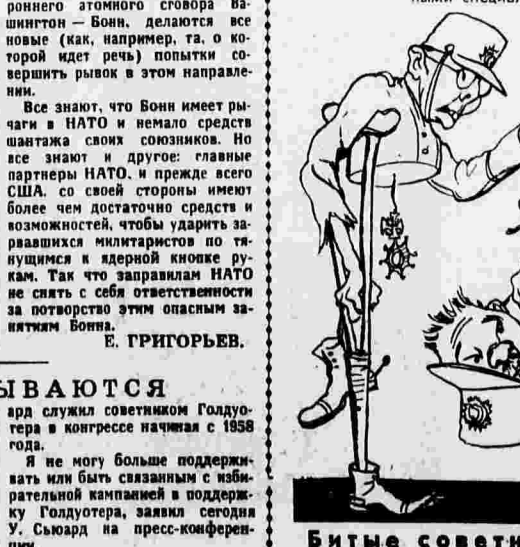 роннего атомного сговора Ва-
шингтон — Бонн, делаются все
новые (как, например, та, о ко-
торой идет речь) попытки со-
вершить рывок в этом направле-
нии.
Все знают, что Бонн имеет ры-
чаги в НАТО и немало средств
шантажа своих союзников. Но
все знают и другое: главные
партнеры НАТО, и прежде всего
США, со своей стороны имеют
более чем достаточно средств и
возможностей, чтобы ударить за-
рвавшихся милитаристов по тя-
нущимся к ядерной кнопке ру-
кам. Так что заправилам НАТО
не снять с себя ответственности
за потворство этим опасным за-
нятиям Бонна.
Е. ГРИГОРЬЕВ.
ЫВАЮТСЯ
ард служил советником Голдуо-
тера в конгрессе начиная с 1958
года.
Я не могу больше поддержи-
вать или быть связанным с изби-
рательной кампанией в поддерж-
ку Голдуотера, заявил сегодня
У. Сьюард на пресс-конферен-
ции
Битые советн